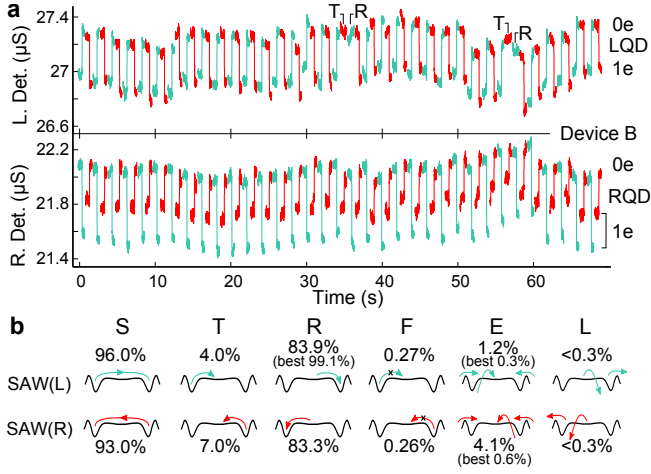 a
L. Det. (µS)
27.4
27
26.6
T R
T R
0e
LQD
1e
Device B
R. Det. (µS)
22.2
21.8
21.4
0e
RQD
1e
0 10 20 30 40 50 60
Time (s)
b
S T R F E L
96.0% 4.0% 83.9% 0.27% 1.2% <0.3%
(best 99.1%) (best 0.3%)
SAW(L)
x
SAW(R)
x
93.0% 7.0% 83.3% 0.26% 4.1% <0.3%
(best 0.6%)